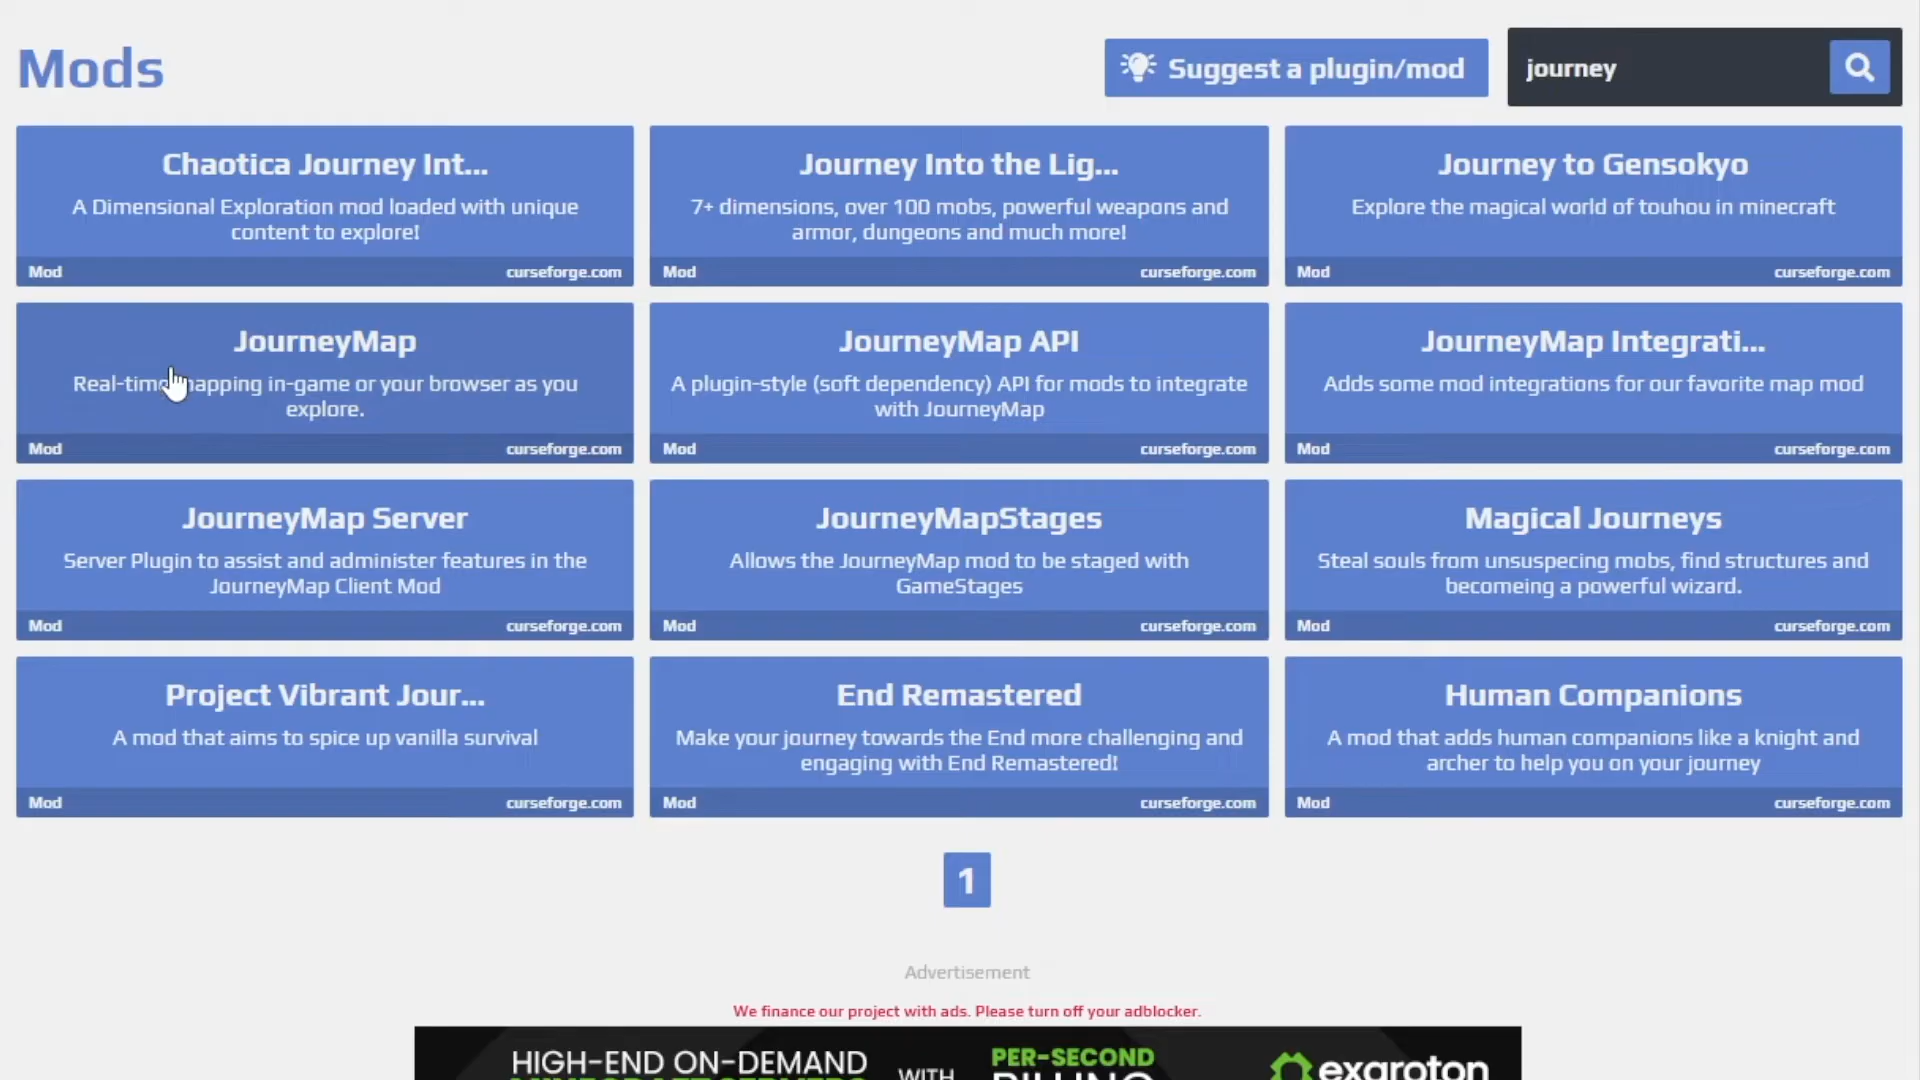 Mods
Suggest a plugin/mod
journey
Chaotica Journey Int...
A Dimensional Exploration mod loaded with unique
content to explore!
Mod
curseforge.com
Journey Into the Lig...
7+ dimensions, over 100 mobs, powerful weapons and
armor, dungeons and much more!
Mod
curseforge.com
Journey to Gensokyo
Explore the magical world of touhou in minecraft
Mod
curseforge.com
JourneyMap
Real-time mapping in-game or your browser as you
explore.
Mod
curseforge.com
JourneyMap API
A plugin-style (soft dependency) API for mods to integrate
with JourneyMap
Mod
curseforge.com
JourneyMap Integrati...
Adds some mod integrations for our favorite map mod
Mod
curseforge.com
JourneyMap Server
Server Plugin to assist and administer features in the
JourneyMap Client Mod
Mod
curseforge.com
JourneyMapStages
Allows the JourneyMap mod to be staged with
GameStages
Mod
curseforge.com
Magical Journeys
Steal souls from unsuspecing mobs, find structures and
becomeing a powerful wizard.
Mod
curseforge.com
Project Vibrant Jour...
A mod that aims to spice up vanilla survival
Mod
curseforge.com
End Remastered
Make your journey towards the End more challenging and
engaging with End Remastered!
Mod
curseforge.com
Human Companions
A mod that adds human companions like a knight and
archer to help you on your journey
Mod
curseforge.com
1
Advertisement
We finance our project with ads. Please turn off your adblocker.
HIGH-END ON-DEMAND
MINECRAFT SERVERS
WITH
PER-SECOND
BILLING
exaroton